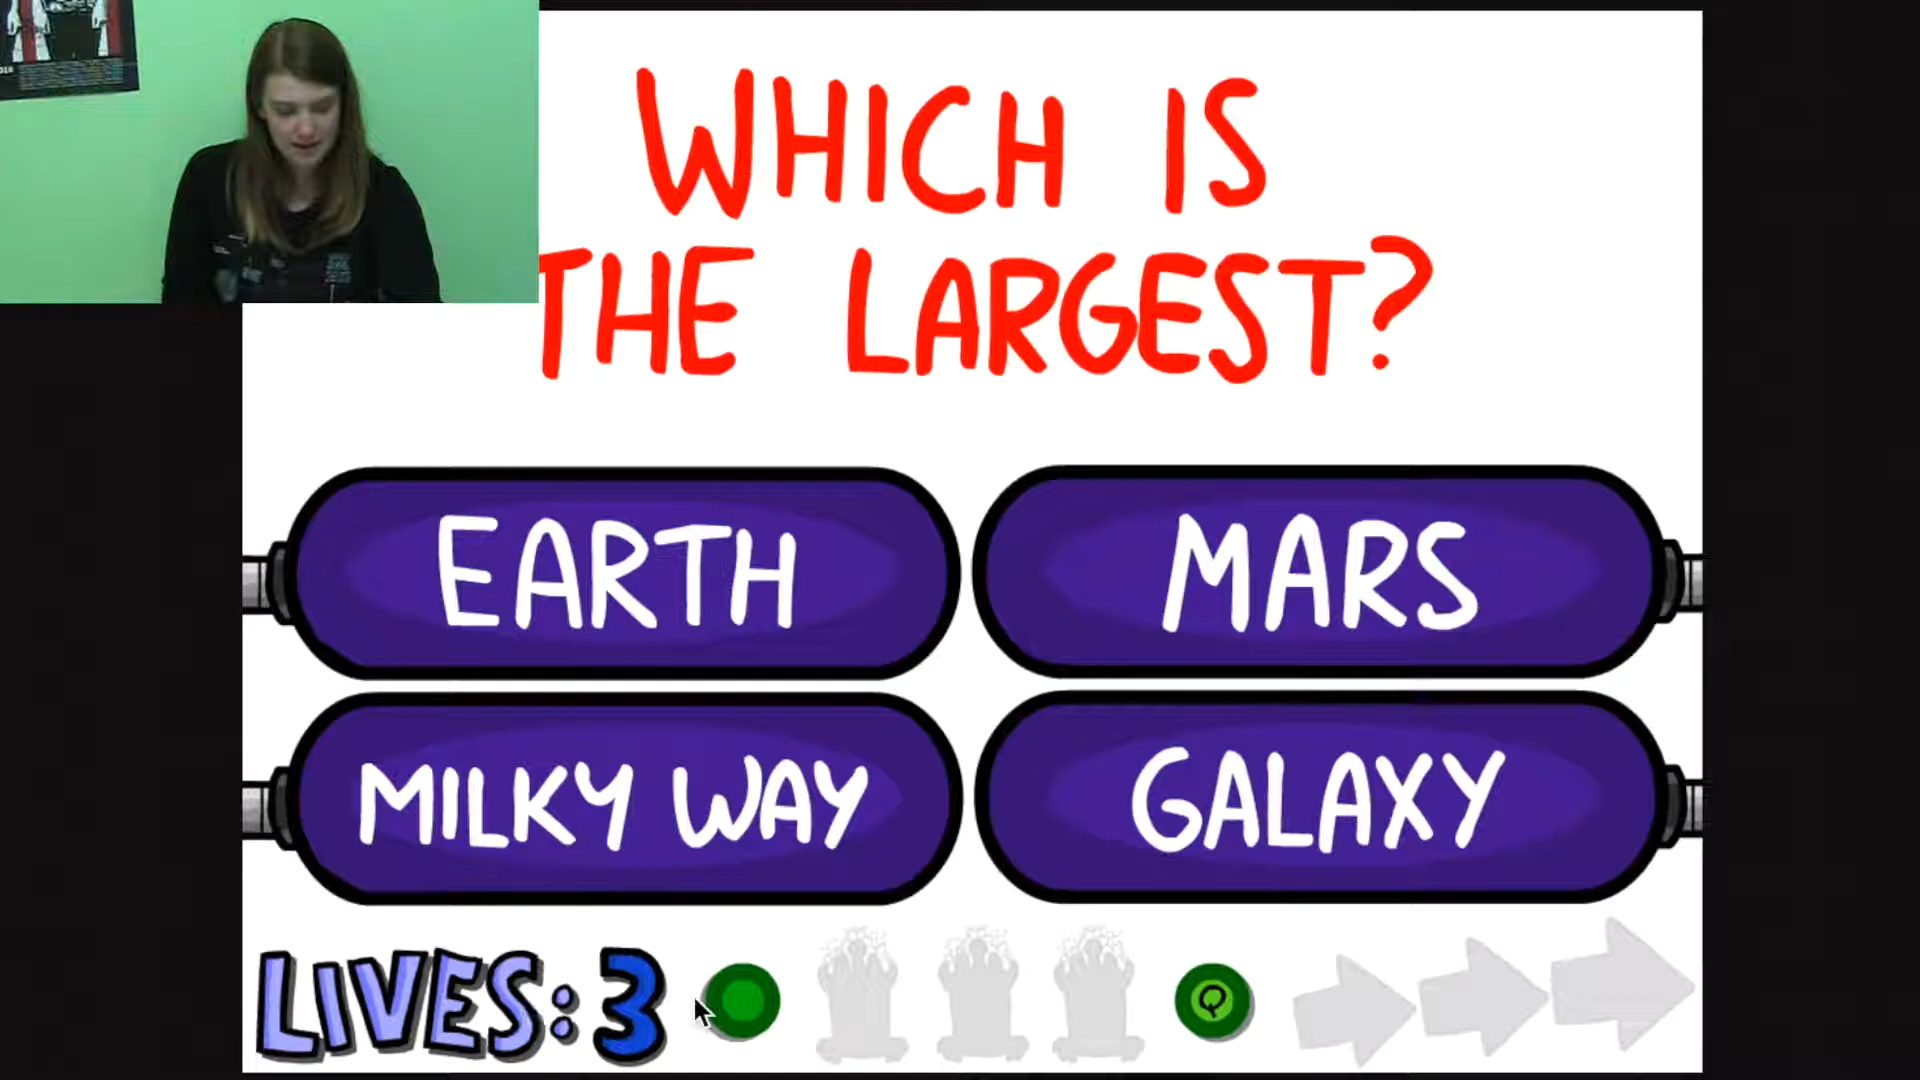 WHICH IS
THE LARGEST?
EARTH
MARS
MILKY WAY
GALAXY
LIVES: 3
Q